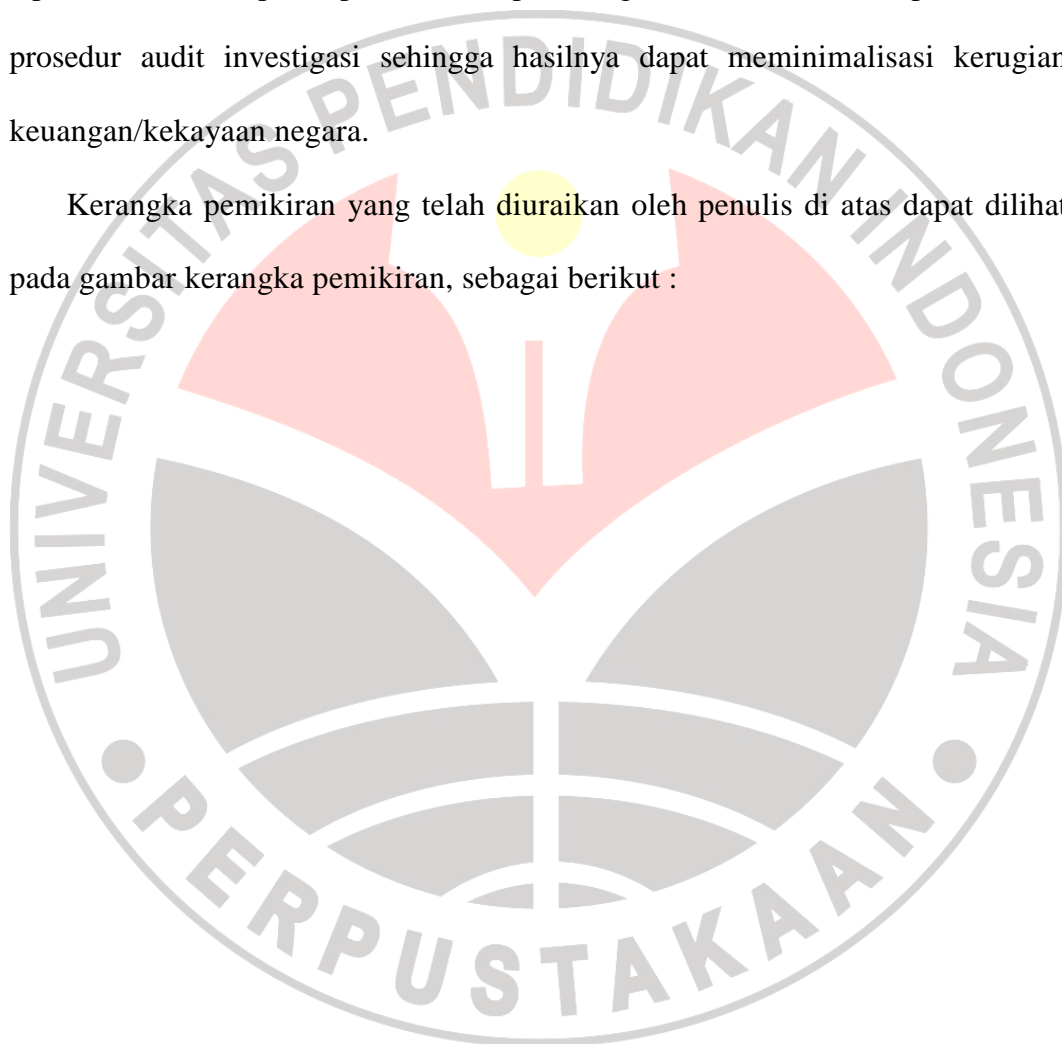 prosedur audit investigasi sehingga hasilnya dapat meminimalisasi kerugian
keuangan/kekayaan negara.
Kerangka pemikiran yang telah diuraikan oleh penulis di atas dapat dilihat
pada gambar kerangka pemikiran, sebagai berikut :
UNIVERSITAS PENDIDIKAN INDONESIA
PERPUSTAKAAN